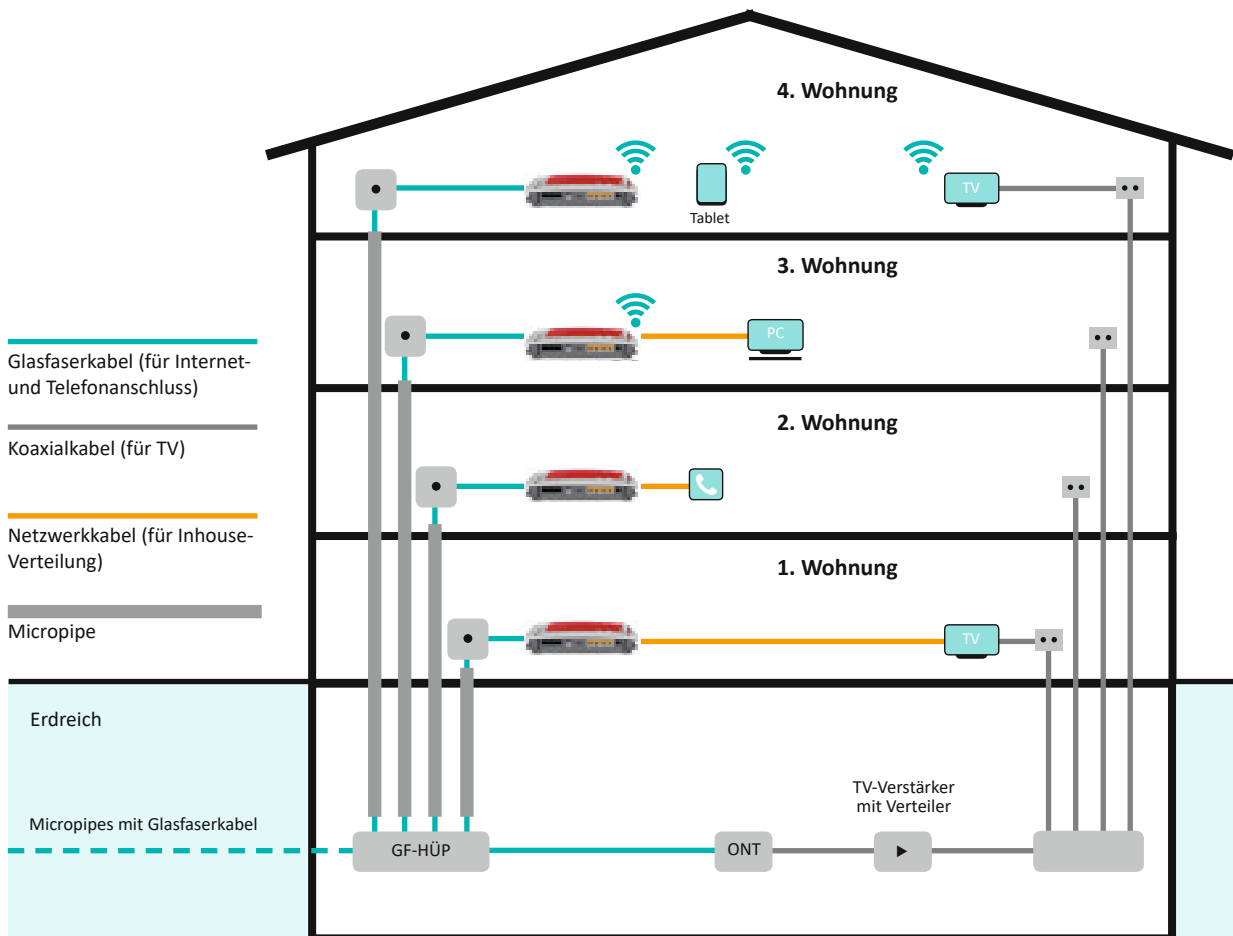 4. Wohnung
TV
Tablet
3. Wohnung
PC
Glasfaserkabel (für Internet-
und Telefonanschluss)
2. Wohnung
Koaxialkabel (für TV)
Netzwerkkabel (für Inhouse-
Verteilung)
1. Wohnung
Micropipe
TV
Erdreich
TV-Verstärker
mit Verteiler
Micropipes mit Glasfaserkabel
GF-HÜP
ONT